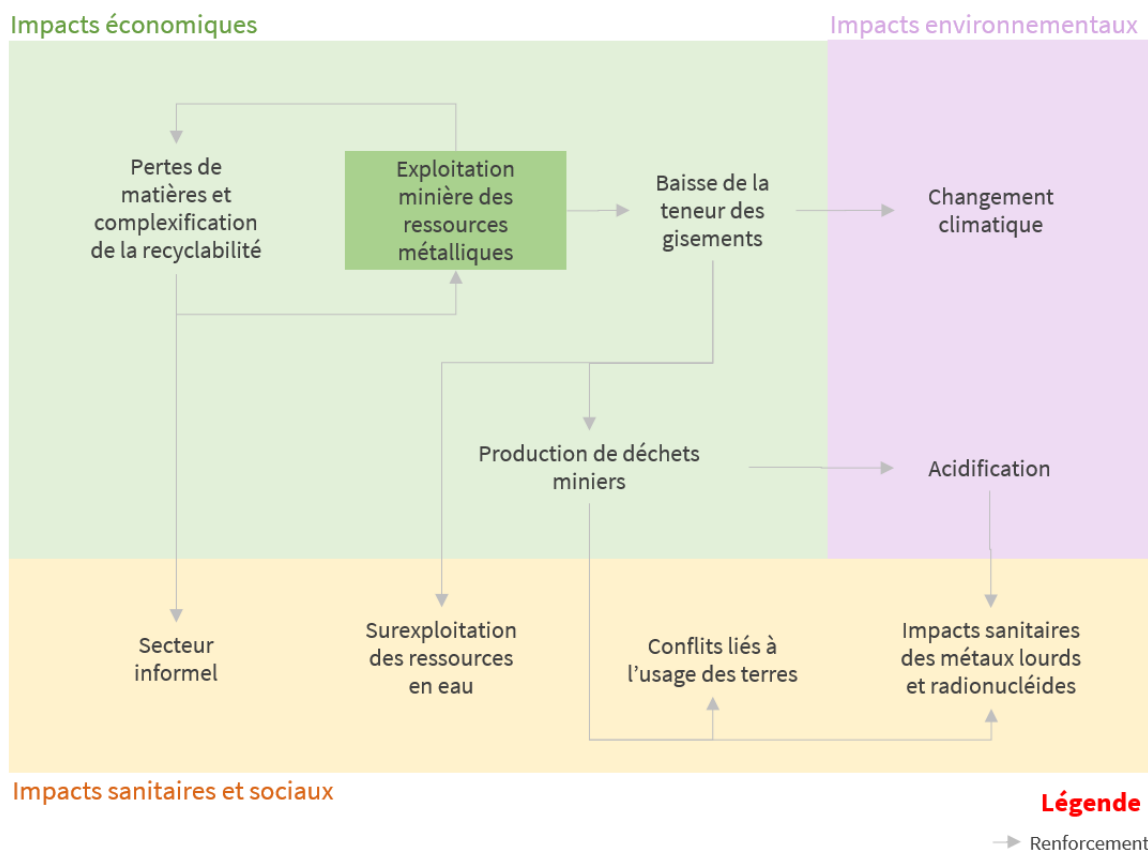 Impacts économiques
Impacts environnementaux
Pertes de
matières et
complexification
de la recyclabilité
Exploitation
minière des
ressources
métalliques
Baisse de la
teneur des
gisements
Changement
climatique
Production de déchets
miniers
Acidification
Secteur
informel
Surexploitation
des ressources
en eau
Conflits liés à
l’usage des terres
Impacts sanitaires
des métaux lourds
et radionucléides
Impacts sanitaires et sociaux
Légende
Renforcement